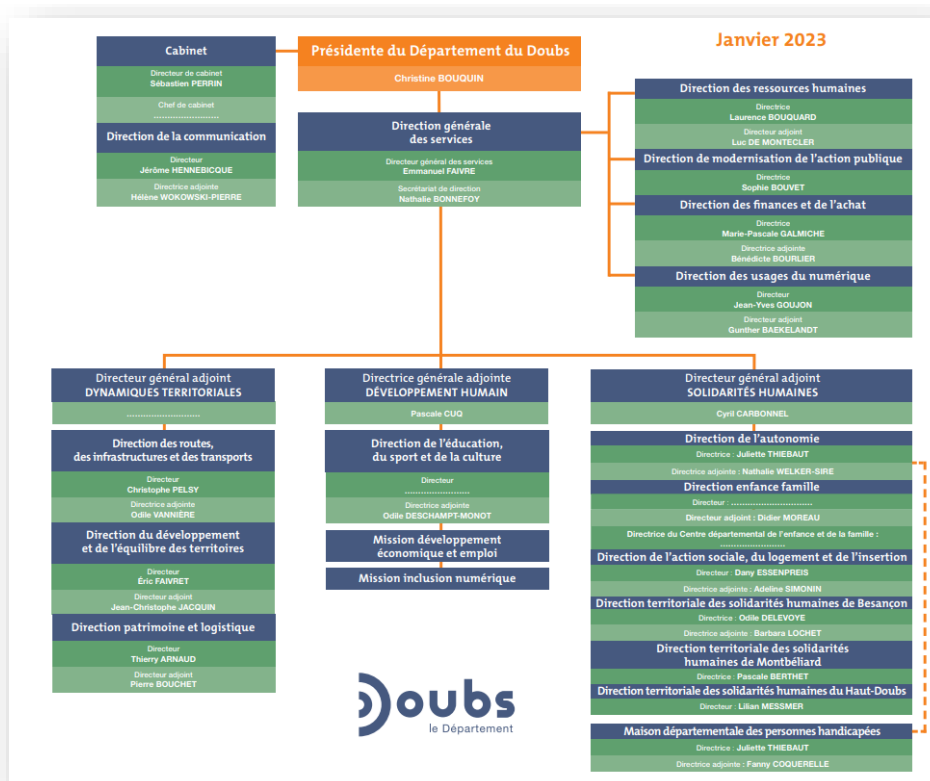 Janvier 2023
Cabinet
Directeur de cabinet
Sébastien PERRIN
Chef de cabinet
........................
Direction de la communication
Directeur
Jérôme HENNEBICQUE
Directrice adjointe
Hélène WOKOWSKI-PIERRE
Présidente du Département du Doubs
Christine BOUQUIN
Direction générale
des services
Directeur général des services
Emmanuel FAIVRE
Secrétariat de direction
Nathalie BONNEFOY
Direction des ressources humaines
Directrice
Laurence BOUQUARD
Directeur adjoint
Luc DE MONTECLER
Direction de modernisation de l'action publique
Directrice
Sophie BOUVET
Direction des finances et de l'achat
Directrice
Marie-Pascale GALMICHE
Directrice adjointe
Bénédicte BOURLIER
Direction des usages du numérique
Directeur
Jean-Yves GOUJON
Directeur adjoint
Gunther BAEKELANDT
Directeur général adjoint
DYNAMIQUES TERRITORIALES
...........................
Direction des routes,
des infrastructures et des transports
Directeur
Christophe PELSY
Directrice adjointe
Odile VANNIÈRE
Direction du développement
et de l'équilibre des territoires
Directeur
Éric FAIVRET
Directeur adjoint
Jean-Christophe JACQUIN
Direction patrimoine et logistique
Directeur
Thierry ARNAUD
Directeur adjoint
Pierre BOUCHET
Directrice générale adjointe
DÉVELOPPEMENT HUMAIN
Pascale CUQ
Direction de l'éducation,
du sport et de la culture
Directeur
........................
Directrice adjointe
Odile DESCHAMPT-MONOT
Mission développement
économique et emploi
Mission inclusion numérique
Directeur général adjoint
SOLIDARITÉS HUMAINES
Cyril CARBONNEL
Direction de l'autonomie
Directrice : Juliette THIEBAUT
Directrice adjointe : Nathalie WELKER-SIRE
Direction enfance famille
Directeur : ..............................
Directeur adjoint : Didier MOREAU
Directrice du Centre départemental de l'enfance et de la famille :
........................
Direction de l'action sociale, du logement et de l'insertion
Directeur : Dany ESSENPREIS
Directrice adjointe : Adeline SIMONIN
Direction territoriale des solidarités humaines de Besançon
Directrice : Odile DELEVOYE
Directrice adjointe : Barbara LOCHET
Direction territoriale des solidarités
humaines de Montbéliard
Directrice : Pascale BERTHET
Direction territoriale des solidarités humaines du Haut-Doubs
Directeur : Lilian MESSMER
Maison départementale des personnes handicapées
Directrice : Juliette THIEBAUT
Directrice adjointe : Fanny COQUERELLE
Doubs
le Département